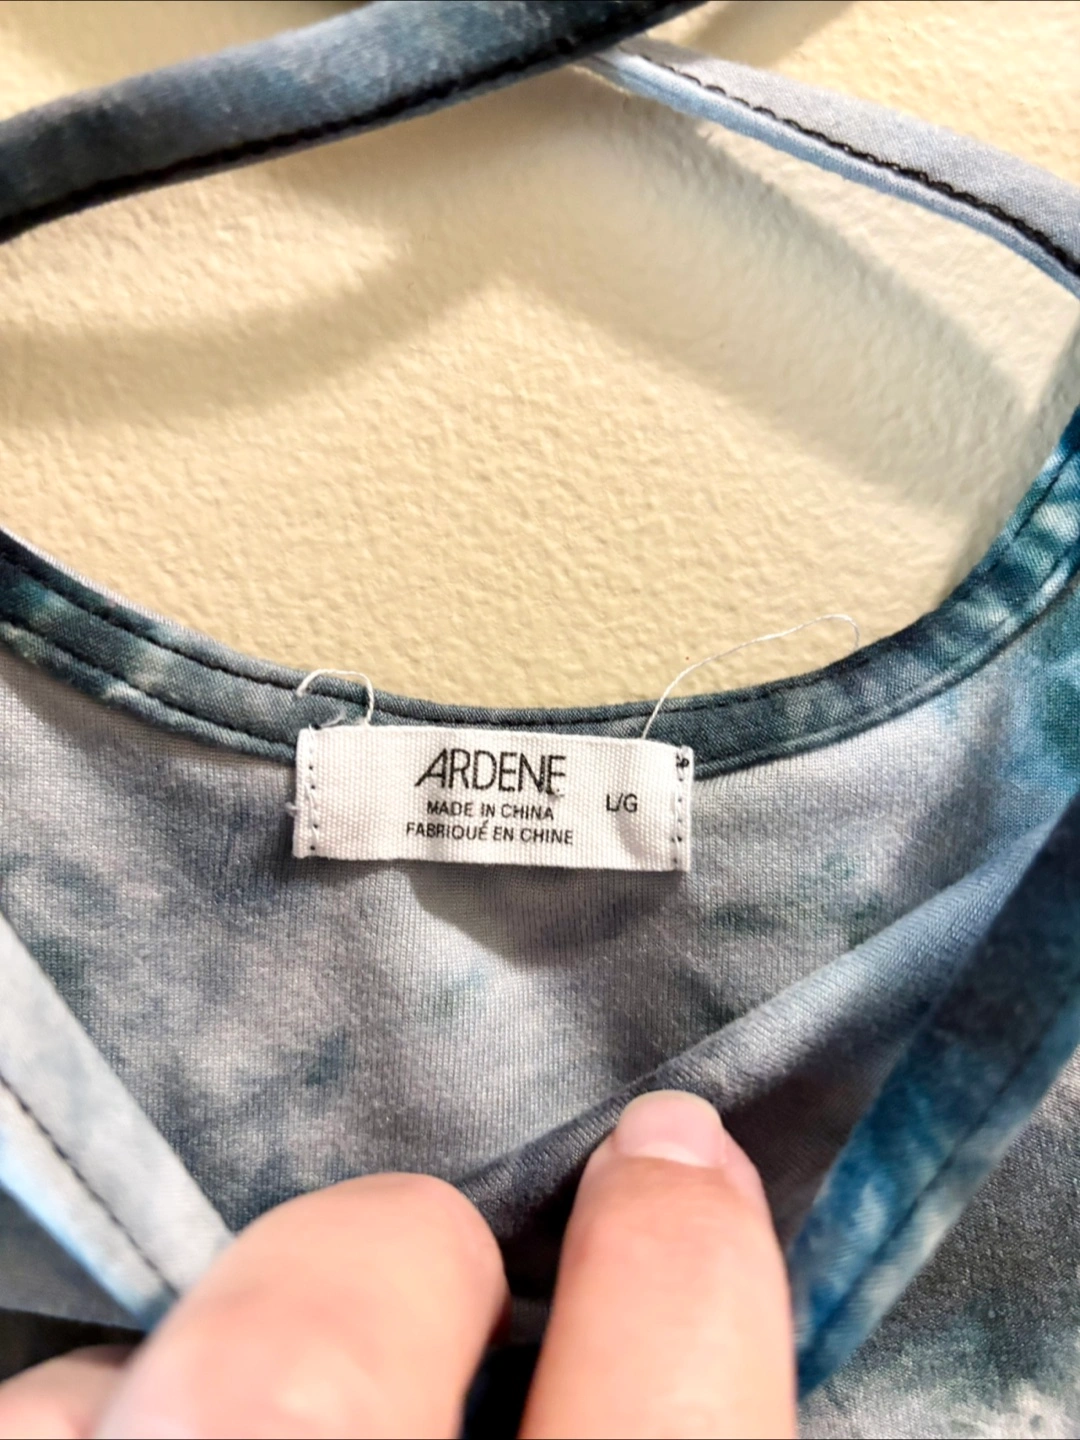 ARDENE
MADE IN CHINA
FABRIQUÉ EN CHINE
L/G